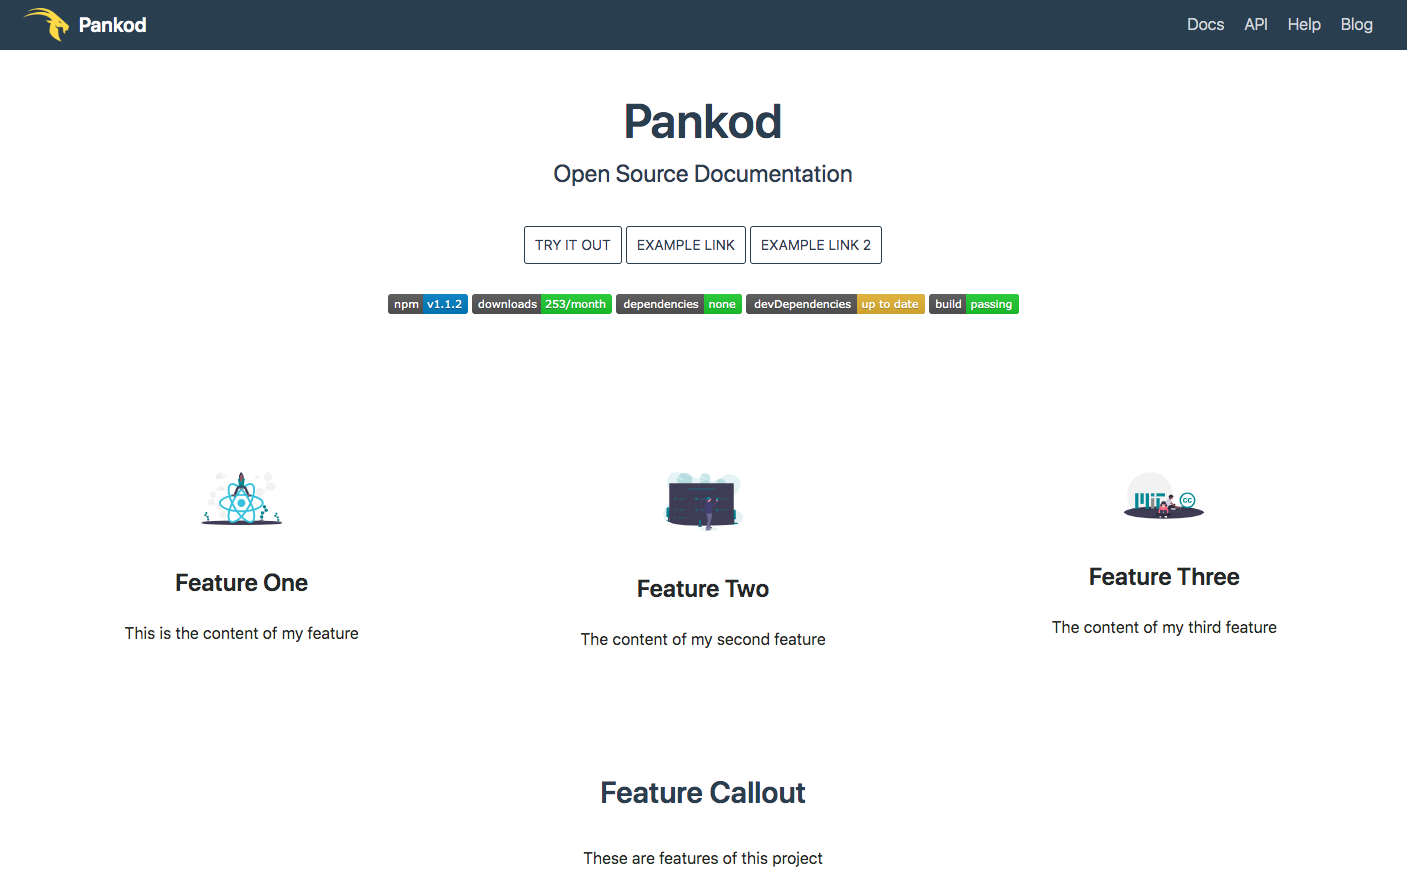 Pankod
Docs API Help Blog
Pankod
Open Source Documentation
TRY IT OUT EXAMPLE LINK EXAMPLE LINK 2
npm v1.1.2 downloads 253/month dependencies none devDependencies up to date build passing
MIT CC
Feature One
This is the content of my feature
Feature Two
The content of my second feature
Feature Three
The content of my third feature
Feature Callout
These are features of this project